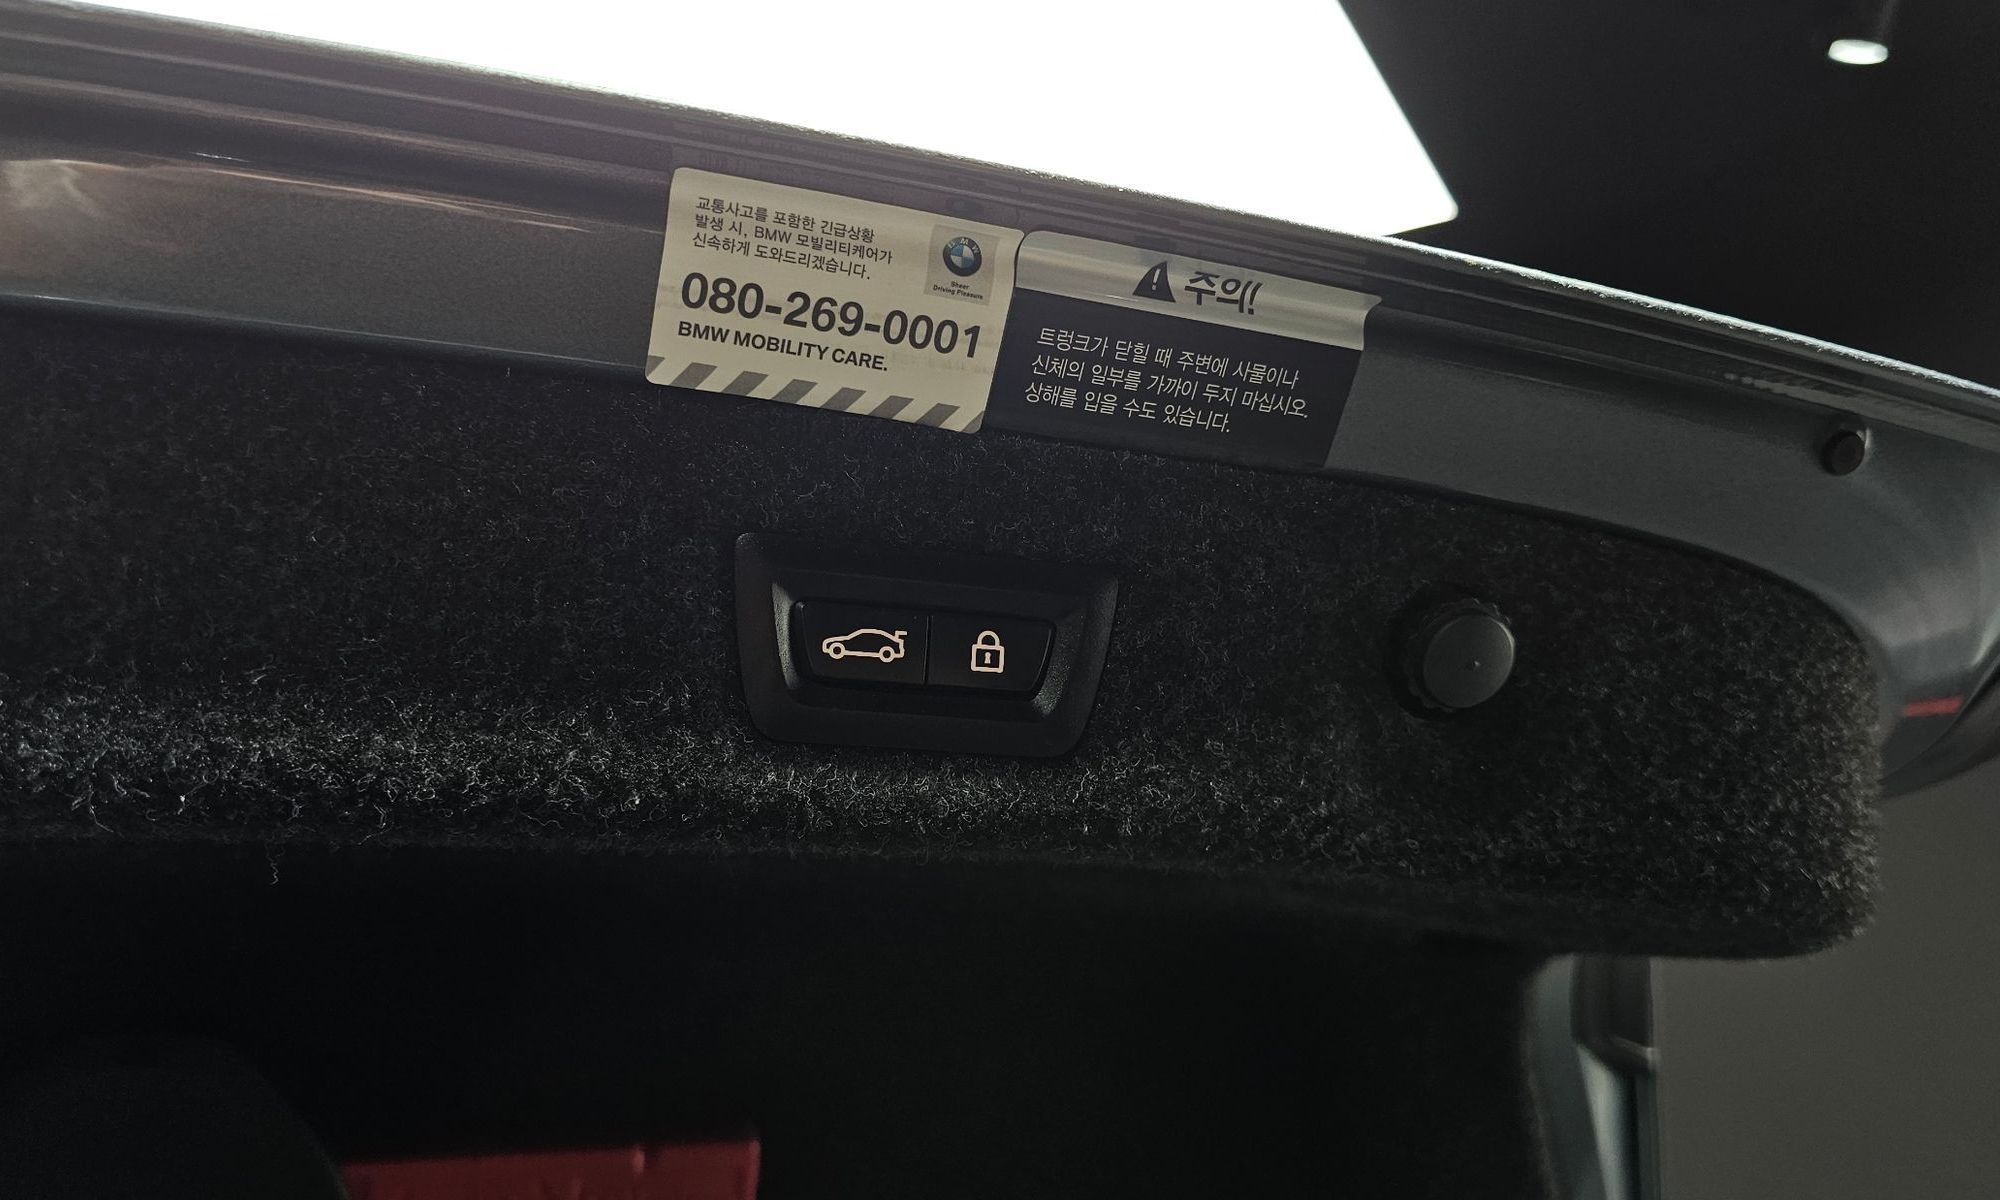 교통사고를 포함한 긴급상황
발생 시, BMW 모빌리티케어가
신속하게 도와드리겠습니다.
BMW
Sheer
Driving Pleasure
080-269-0001
BMW MOBILITY CARE.
주의!
트렁크가 닫힐 때 주변에 사물이나
신체의 일부를 가까이 두지 마십시오.
상해를 입을 수도 있습니다.